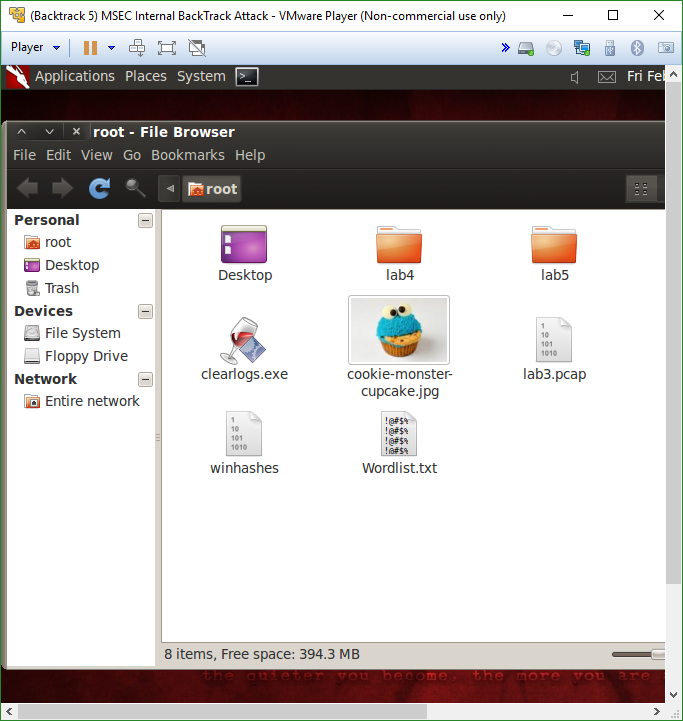 (Backtrack 5) MSEC Internal BackTrack Attack - VMware Player (Non-commercial use only)
Player
Applications Places System Fri Feb
root - File Browser
File Edit View Go Bookmarks Help
root
Personal
root
Desktop
Trash
Devices
File System
Floppy Drive
Network
Entire network
Desktop
lab4
lab5
clearlogs.exe
cookie-monster-
cupcake.jpg
lab3.pcap
winhashes
Wordlist.txt
8 items, Free space: 394.3 MB
the quieter you become, the more you are